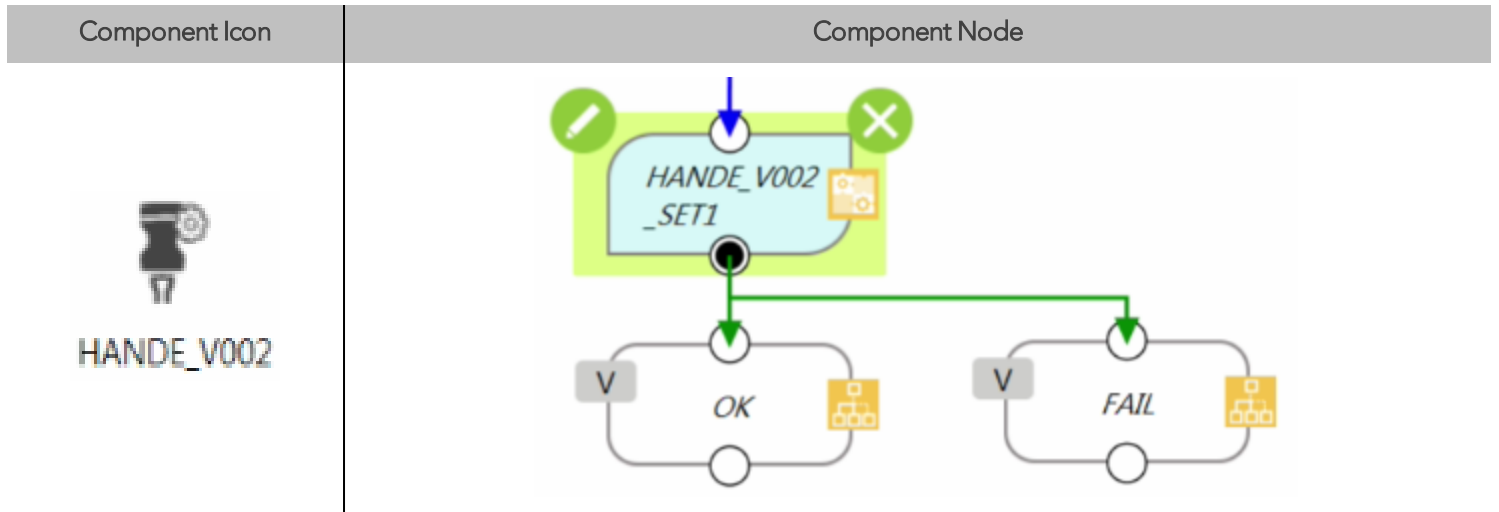 Component Icon
Component Node
HANDE_V002
HANDE_V002
_SET1
V
OK
V
FAIL